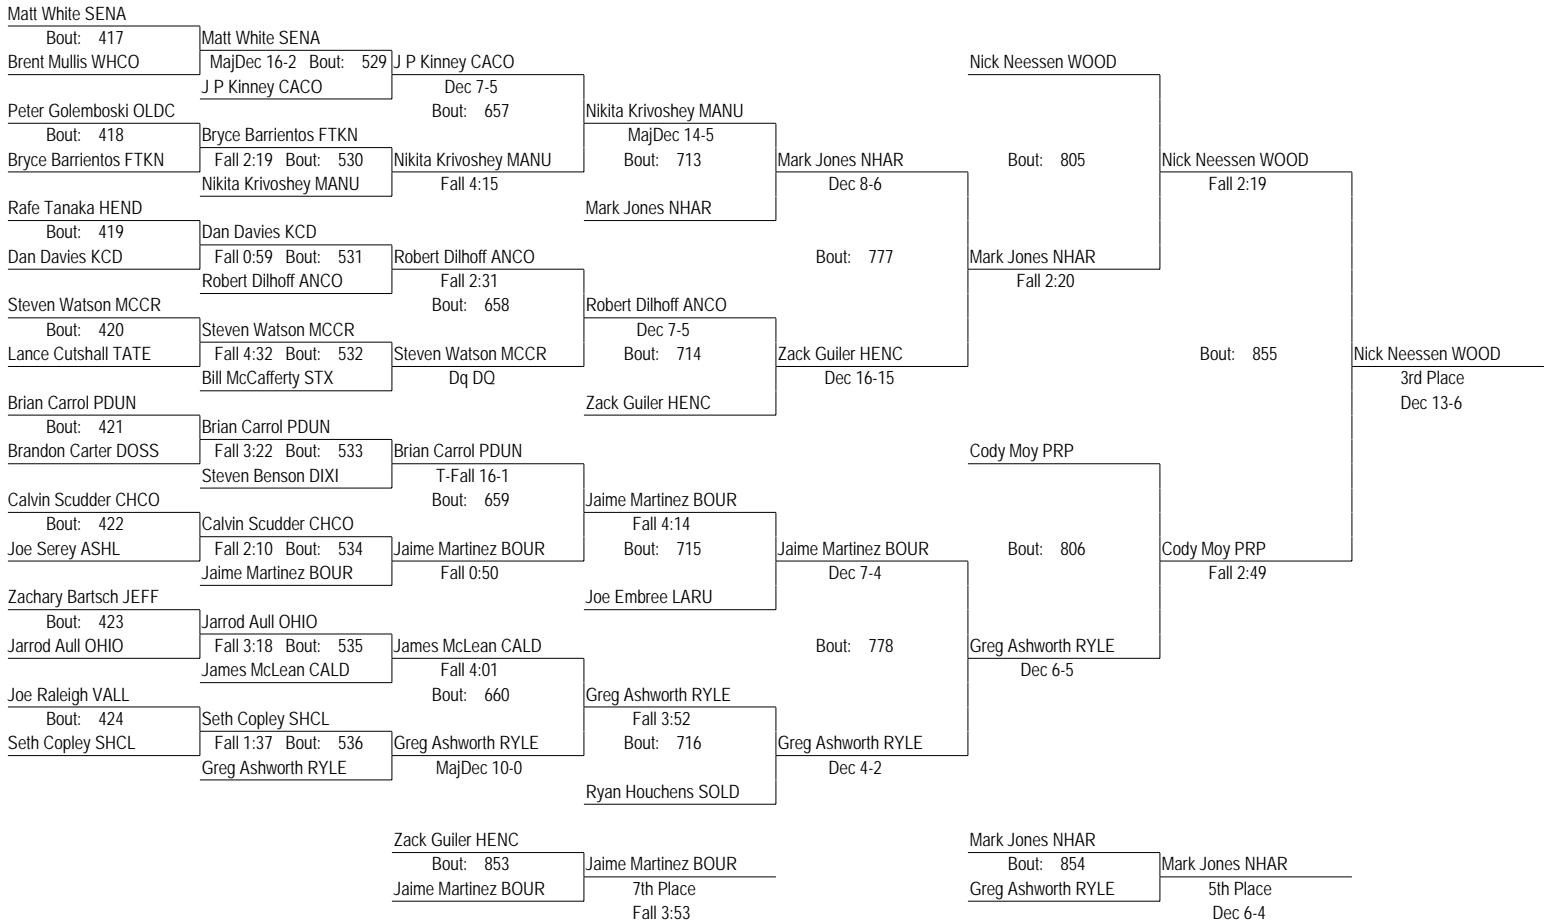 Matt White SENA
Bout: 417
Brent Mullis WHCO
Peter Golemboski OLDC
Bout: 418
Bryce Barrientos FTKN
Rafe Tanaka HEND
Bout: 419
Dan Davies KCD
Steven Watson MCCR
Bout: 420
Lance Cutshall TATE
Brian Carrol PDUN
Bout: 421
Brandon Carter DOSS
Calvin Scudder CHCO
Bout: 422
Joe Serey ASHL
Zachary Bartsch JEFF
Bout: 423
Jarrod Aull OHIO
Joe Raleigh VALL
Bout: 424
Seth Copley SHCL
Matt White SENA
MajDec 16-2 Bout: 529
J P Kinney CACO
Bryce Barrientos FTKN
Fall 2:19 Bout: 530
Nikita Krivoshey MANU
Dan Davies KCD
Fall 0:59 Bout: 531
Robert Dilhoff ANCO
Steven Watson MCCR
Fall 4:32 Bout: 532
Bill McCafferty STX
Brian Carrol PDUN
Fall 3:22 Bout: 533
Steven Benson DIXI
Calvin Scudder CHCO
Fall 2:10 Bout: 534
Jaime Martinez BOUR
Jarrod Aull OHIO
Fall 3:18 Bout: 535
James McLean CALD
Seth Copley SHCL
Fall 1:37 Bout: 536
Greg Ashworth RYLE
J P Kinney CACO
Dec 7-5
Bout: 657
Nikita Krivoshey MANU
Fall 4:15
Robert Dilhoff ANCO
Fall 2:31
Bout: 658
Steven Watson MCCR
Dq DQ
Brian Carrol PDUN
T-Fall 16-1
Bout: 659
Jaime Martinez BOUR
Fall 0:50
James McLean CALD
Fall 4:01
Bout: 660
Greg Ashworth RYLE
MajDec 10-0
Nikita Krivoshey MANU
MajDec 14-5
Bout: 713
Mark Jones NHAR
Robert Dilhoff ANCO
Dec 7-5
Bout: 714
Zack Guiler HENC
Jaime Martinez BOUR
Fall 4:14
Bout: 715
Joe Embree LARU
Greg Ashworth RYLE
Fall 3:52
Bout: 716
Ryan Houchens SOLD
Mark Jones NHAR
Dec 8-6
Bout: 777
Zack Guiler HENC
Dec 16-15
Jaime Martinez BOUR
Dec 7-4
Bout: 778
Greg Ashworth RYLE
Dec 4-2
Nick Neessen WOOD
Bout: 805
Mark Jones NHAR
Fall 2:20
Cody Moy PRP
Bout: 806
Greg Ashworth RYLE
Dec 6-5
Nick Neessen WOOD
Fall 2:19
Bout: 855
Cody Moy PRP
Fall 2:49
Nick Neessen WOOD
3rd Place
Dec 13-6
Zack Guiler HENC
Bout: 853
Jaime Martinez BOUR
Jaime Martinez BOUR
7th Place
Fall 3:53
Mark Jones NHAR
Bout: 854
Greg Ashworth RYLE
Mark Jones NHAR
5th Place
Dec 6-4